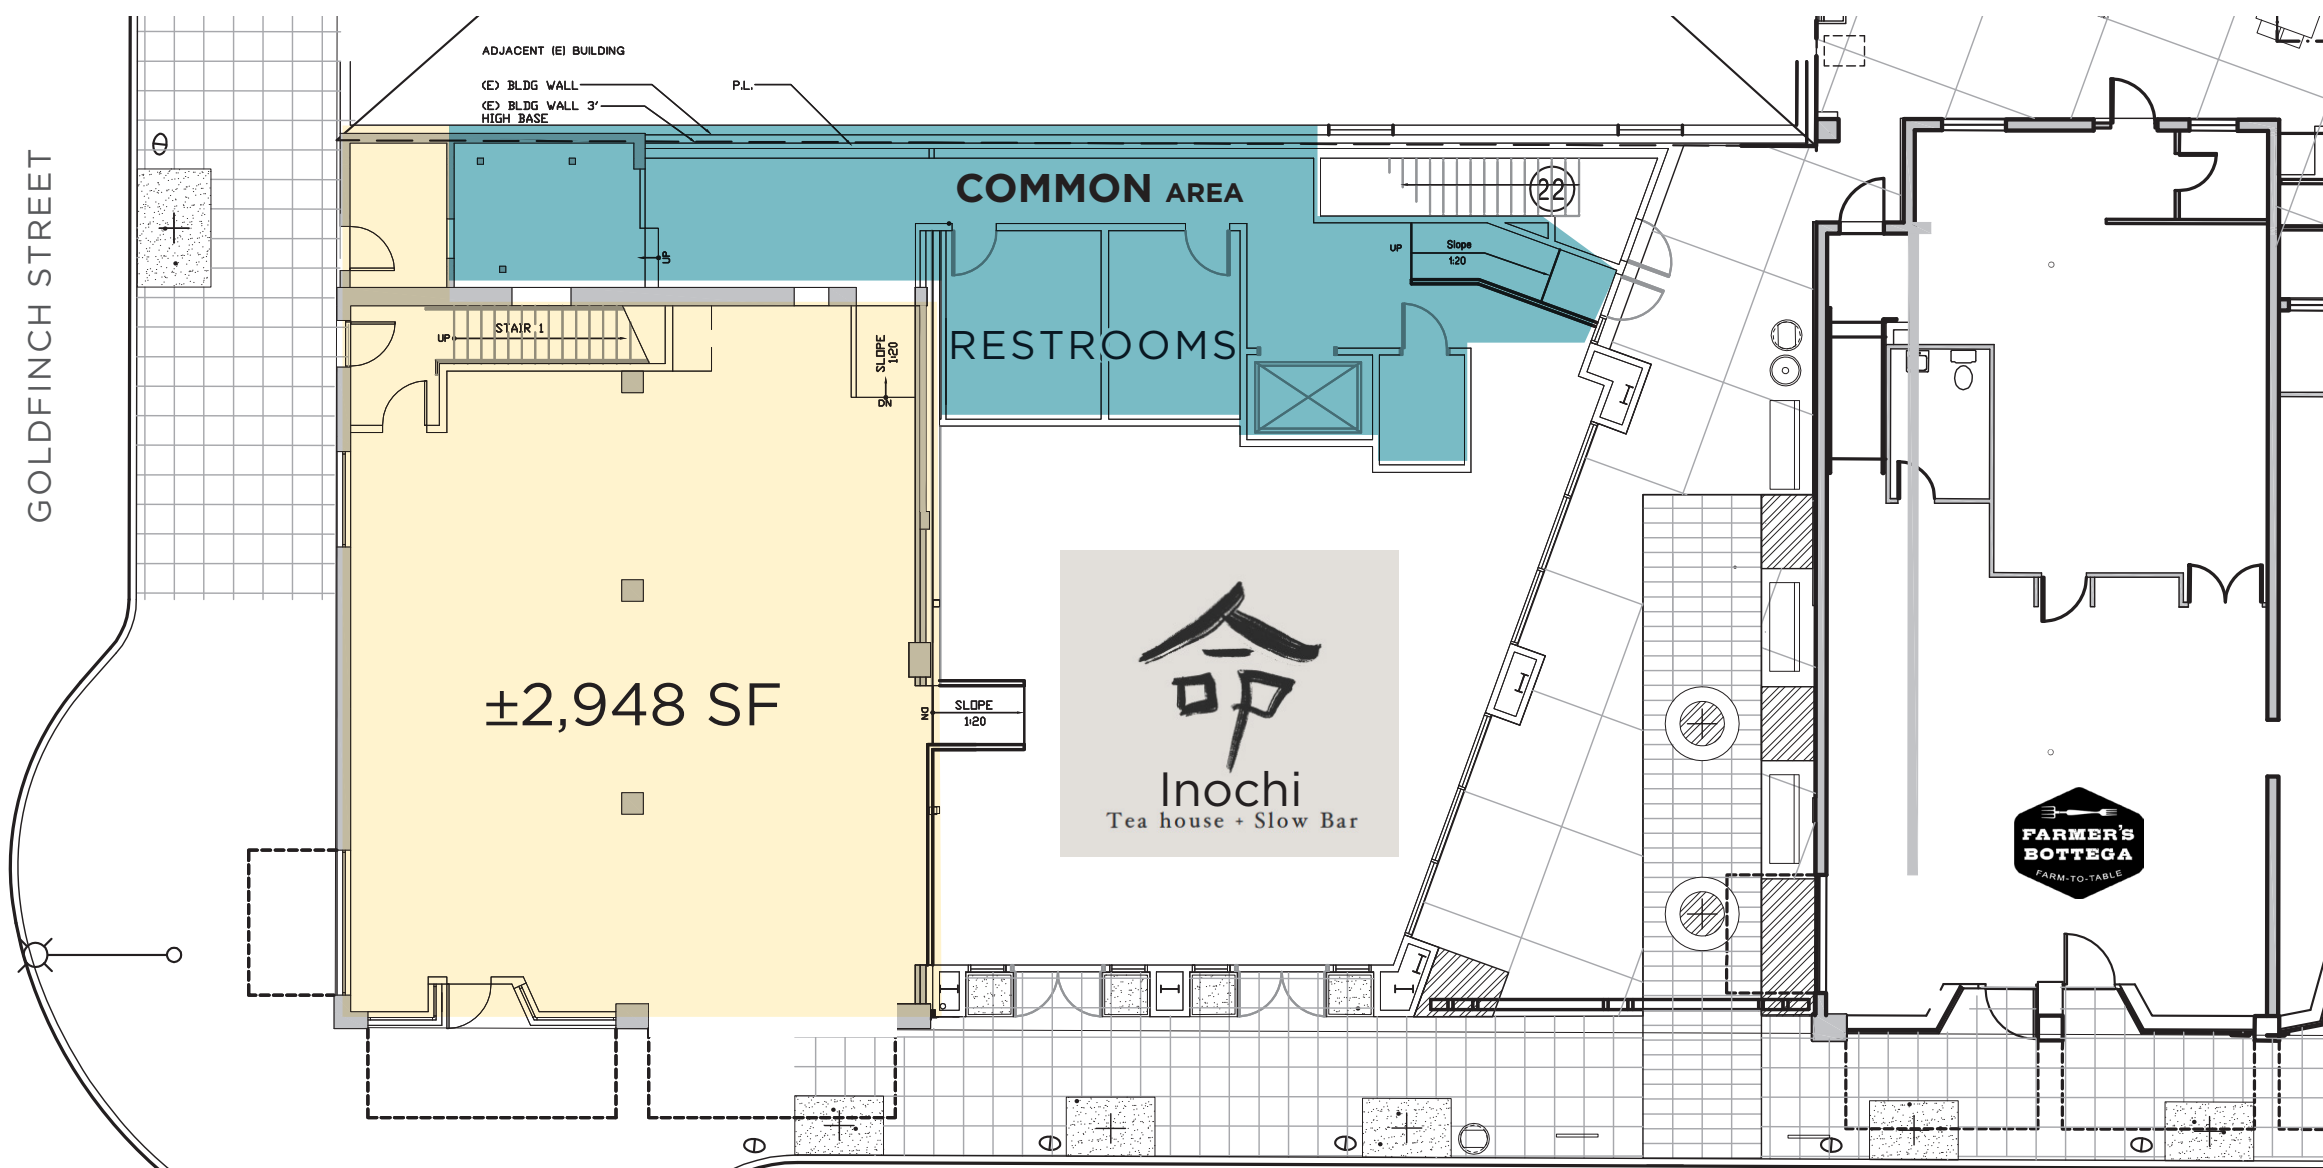 ADJACENT (E) BUILDING
(E) BLDG WALL
P.L.
(E) BLDG WALL 3'
HIGH BASE
GOLDFINCH STREET
COMMON AREA
22
UP
UP
Slope
1:20
RESTROOMS
STAIR 1
UP
SLOPE
1:20
DN
±2,948 SF
DN
SLOPE
1:20
命
Inochi
Tea house + Slow Bar
FARMER'S
BOTTEGA
FARM-TO-TABLE